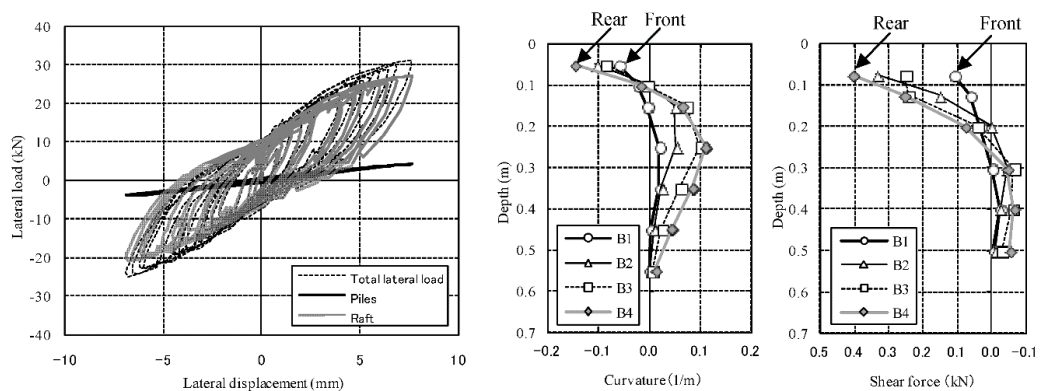 40
30
20
10
0
-10
-20
-30
-40
Lateral load (kN)
-10 -5 0 5 10
Lateral displacement (mm)
Total lateral load
Piles
Raft
Rear Front
0
0.1
0.2
0.3
0.4
0.5
0.6
0.7
Depth (m)
B1
B2
B3
B4
-0.2 -0.1 0.0 0.1 0.2
Curvature (1/m)
Rear Front
0
0.1
0.2
0.3
0.4
0.5
0.6
0.7
Depth (m)
B1
B2
B3
B4
0.5 0.4 0.3 0.2 0.1 0.0 -0.1
Shear force (kN)